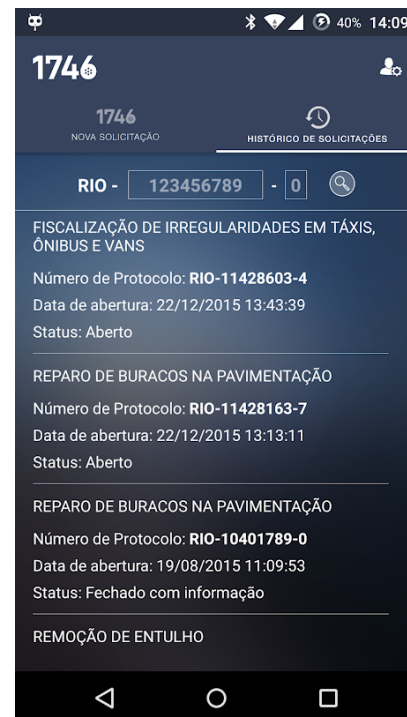 40% 14:09
1746
1746
NOVA SOLICITAÇÃO
HISTÓRICO DE SOLICITAÇÕES
RIO - 123456789 - 0
FISCALIZAÇÃO DE IRREGULARIDADES EM TÁXIS,
ÔNIBUS E VANS
Número de Protocolo: RIO-11428603-4
Data de abertura: 22/12/2015 13:43:39
Status: Aberto
REPARO DE BURACOS NA PAVIMENTAÇÃO
Número de Protocolo: RIO-11428163-7
Data de abertura: 22/12/2015 13:13:11
Status: Aberto
REPARO DE BURACOS NA PAVIMENTAÇÃO
Número de Protocolo: RIO-10401789-0
Data de abertura: 19/08/2015 11:09:53
Status: Fechado com informação
REMOÇÃO DE ENTULHO